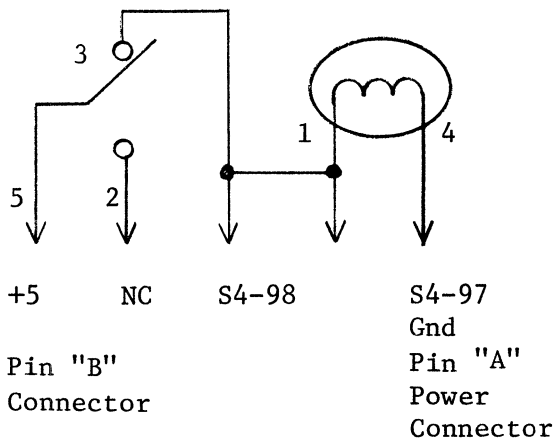 3
1
4
5
2
+5 NC S4-98 S4-97
Gnd
Pin "B"
Connector
Pin "A"
Power
Connector